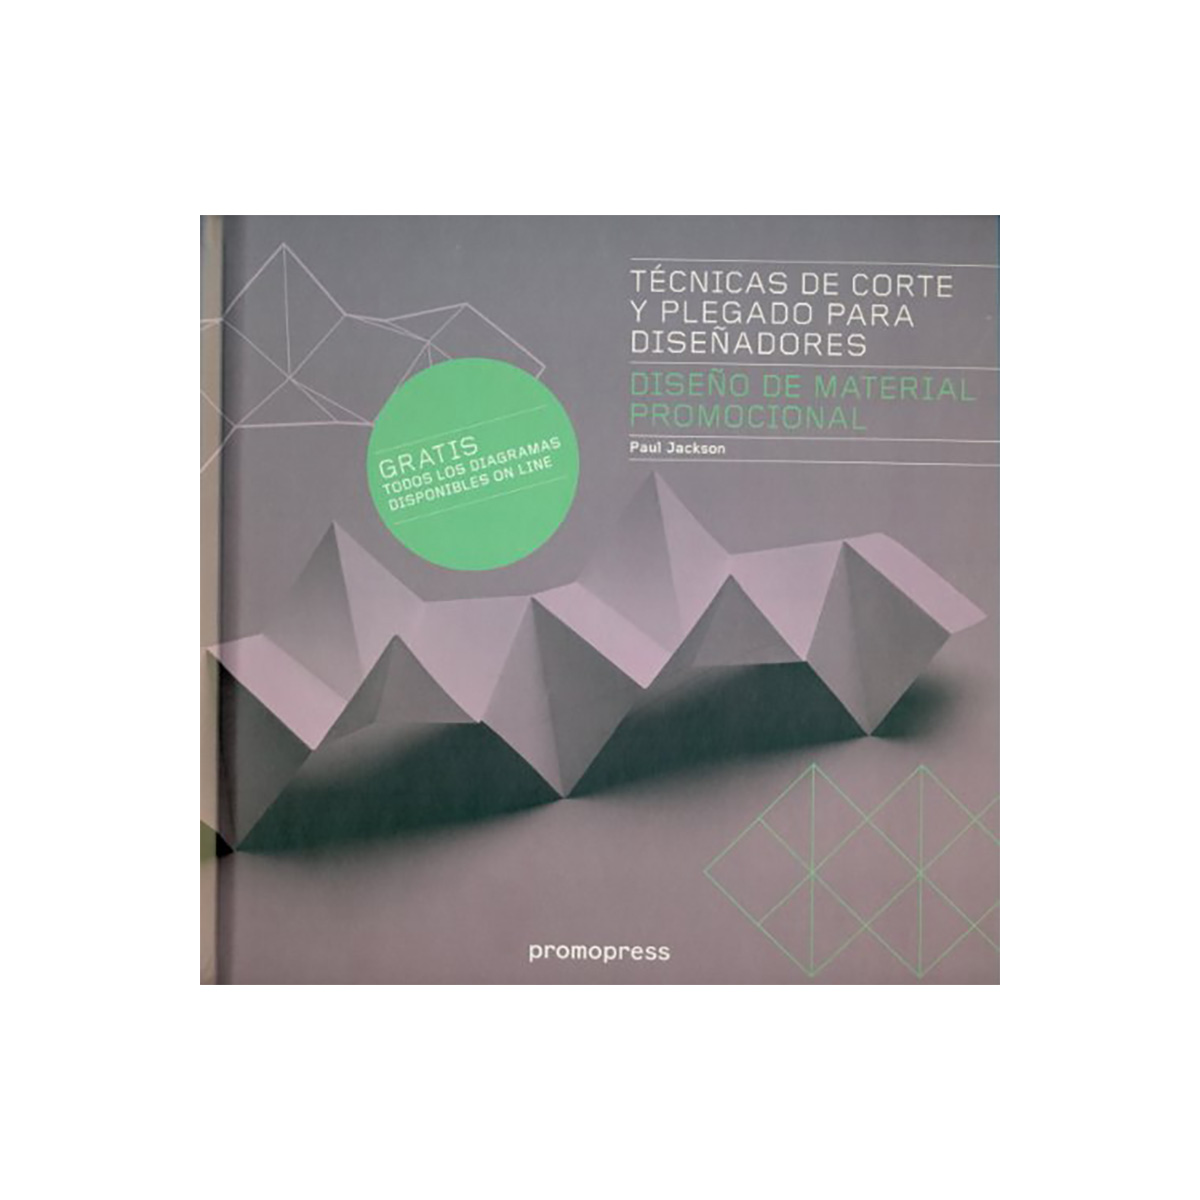 TÉCNICAS DE CORTE
Y PLEGADO PARA
DISEÑADORES
DISEÑO DE MATERIAL
PROMOCIONAL
Paul Jackson
GRATIS
TODOS LOS DIAGRAMAS
DISPONIBLES ON LINE
promopress